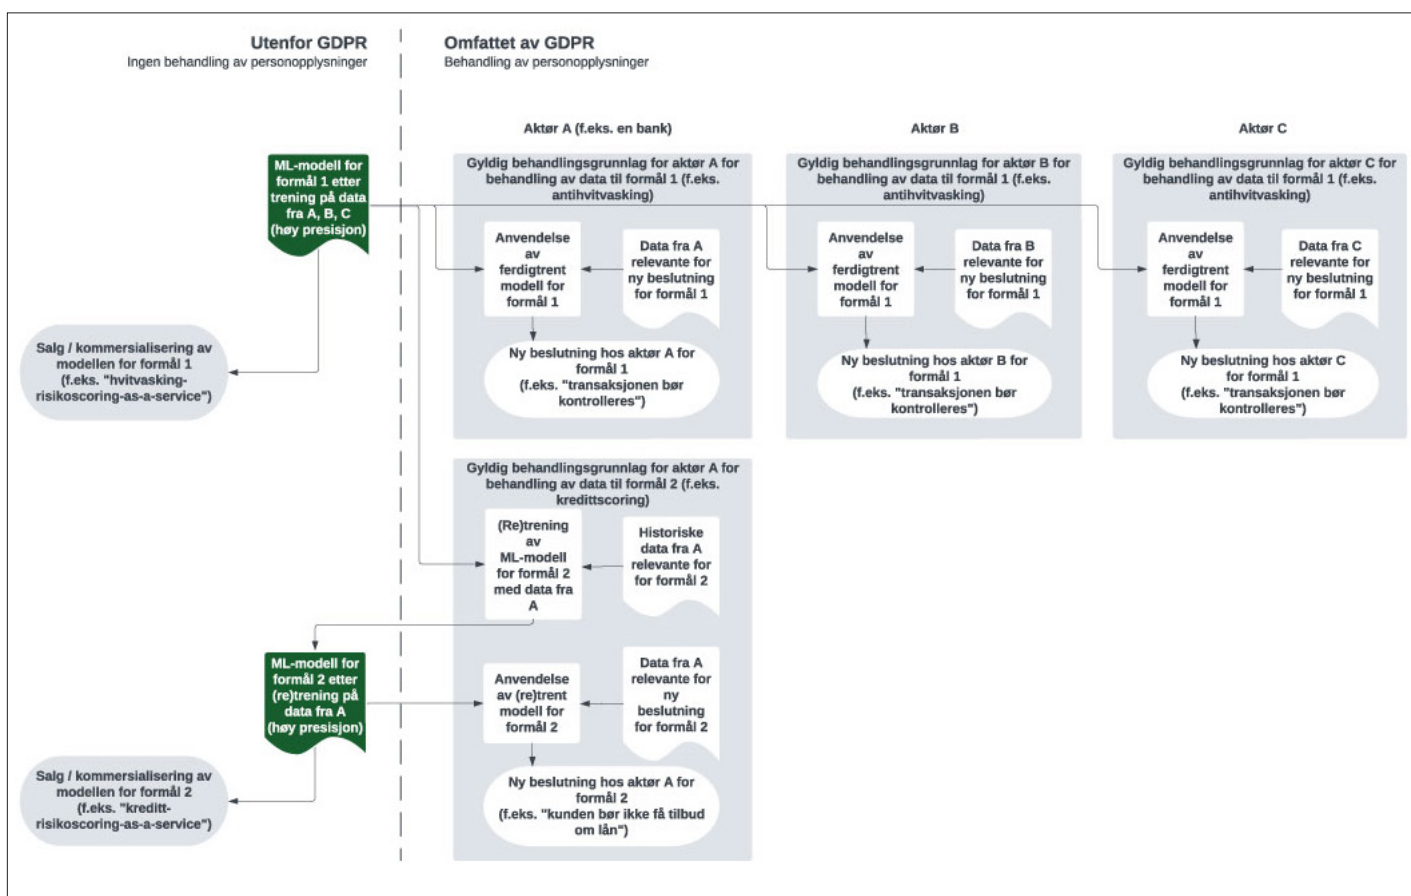 Utenfor GDPR
Ingen behandling av personopplysninger
Omfattet av GDPR
Behandling av personopplysninger
Aktør A (f.eks. en bank)
Aktør B
Aktør C
ML-modell for
formål 1 etter
trening på data
fra A, B, C
(høy presisjon)
Salg / kommersialisering av
modellen for formål 1
(f.eks. "hvitvasking-
risikoscoring-as-a-service")
Gyldig behandlingsgrunnlag for aktør A for
behandling av data til formål 1 (f.eks.
antihvitvasking)
Anvendelse
av
ferdigtrent
modell for
formål 1
Data fra A
relevante for
ny beslutning
for formål 1
Ny beslutning hos aktør A for
formål 1
(f.eks. "transaksjonen bør
kontrolleres")
Gyldig behandlingsgrunnlag for aktør B for
behandling av data til formål 1 (f.eks.
antihvitvasking)
Anvendelse
av
ferdigtrent
modell for
formål 1
Data fra B
relevante for
ny beslutning
for formål 1
Ny beslutning hos aktør B for
formål 1
(f.eks. "transaksjonen bør
kontrolleres")
Gyldig behandlingsgrunnlag for aktør C for
behandling av data til formål 1 (f.eks.
antihvitvasking)
Anvendelse
av
ferdigtrent
modell for
formål 1
Data fra C
relevante for
ny beslutning
for formål 1
Ny beslutning hos aktør C
for formål 1
(f.eks. "transaksjonen bør
kontrolleres")
Gyldig behandlingsgrunnlag for aktør A for
behandling av data til formål 2 (f.eks.
kredittscoring)
(Re)trening
av
ML-modell
for formål 2
med data fra
A
Historiske
data fra A
relevante for
for formål 2
ML-modell for
formål 2 etter
(re)trening på
data fra A
(høy presisjon)
Anvendelse
av (re)trent
modell for
formål 2
Data fra A
relevante for
ny
beslutning
for formål 2
Salg / kommersialisering av
modellen for formål 2
(f.eks. "kreditt-
risikoscoring-as-a-service")
Ny beslutning hos aktør A for
formål 2
(f.eks. "kunden bør ikke få tilbud
om lån")